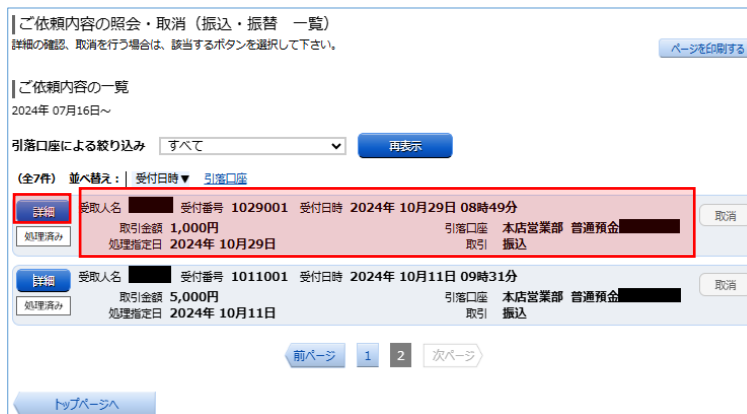 ご依頼内容の照会・取消（振込・振替　一覧）
詳細の確認、取消を行う場合は、該当するボタンを選択して下さい。
ページを印刷する
ご依頼内容の一覧
2024年 07月16日～
引落口座による絞り込み　すべて　再表示
(全7件)　並べ替え：　受付日時▼　引落口座
詳細　受取人名　受付番号　1029001　受付日時　2024年 10月29日 08時49分
取消
取引金額　1,000円　引落口座　本店営業部　普通預金
処理済み
処理指定日　2024年 10月29日　取引　振込
詳細　受取人名　受付番号　1011001　受付日時　2024年 10月11日 09時31分
取消
取引金額　5,000円　引落口座　本店営業部　普通預金
処理済み
処理指定日　2024年 10月11日　取引　振込
前ページ　1　2　次ページ
トップページへ